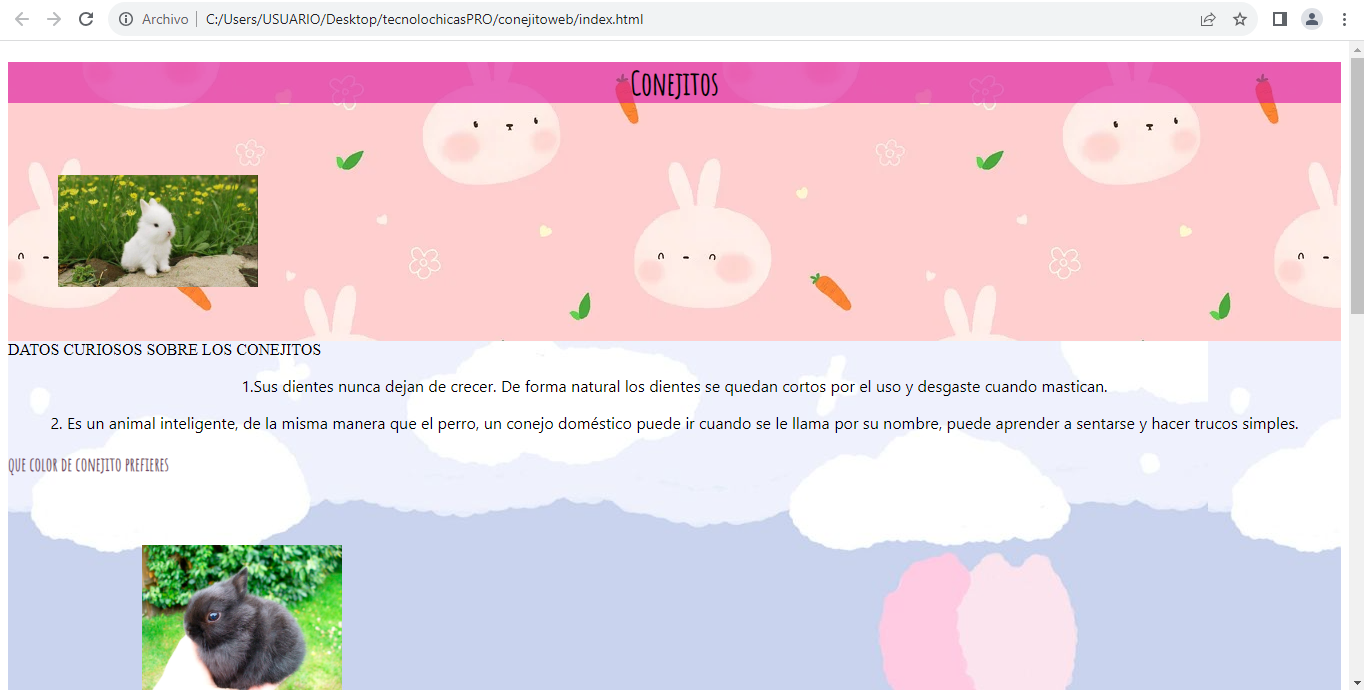 Archivo | C:/Users/USUARIO/Desktop/tecnolochicasPRO/conejitoweb/index.html
Conejitos
DATOS CURIOSOS SOBRE LOS CONEJITOS
1.Sus dientes nunca dejan de crecer. De forma natural los dientes se quedan cortos por el uso y desgaste cuando mastican.
2. Es un animal inteligente, de la misma manera que el perro, un conejo doméstico puede ir cuando se le llama por su nombre, puede aprender a sentarse y hacer trucos simples.
QUE COLOR DE CONEJITO PREFIERES